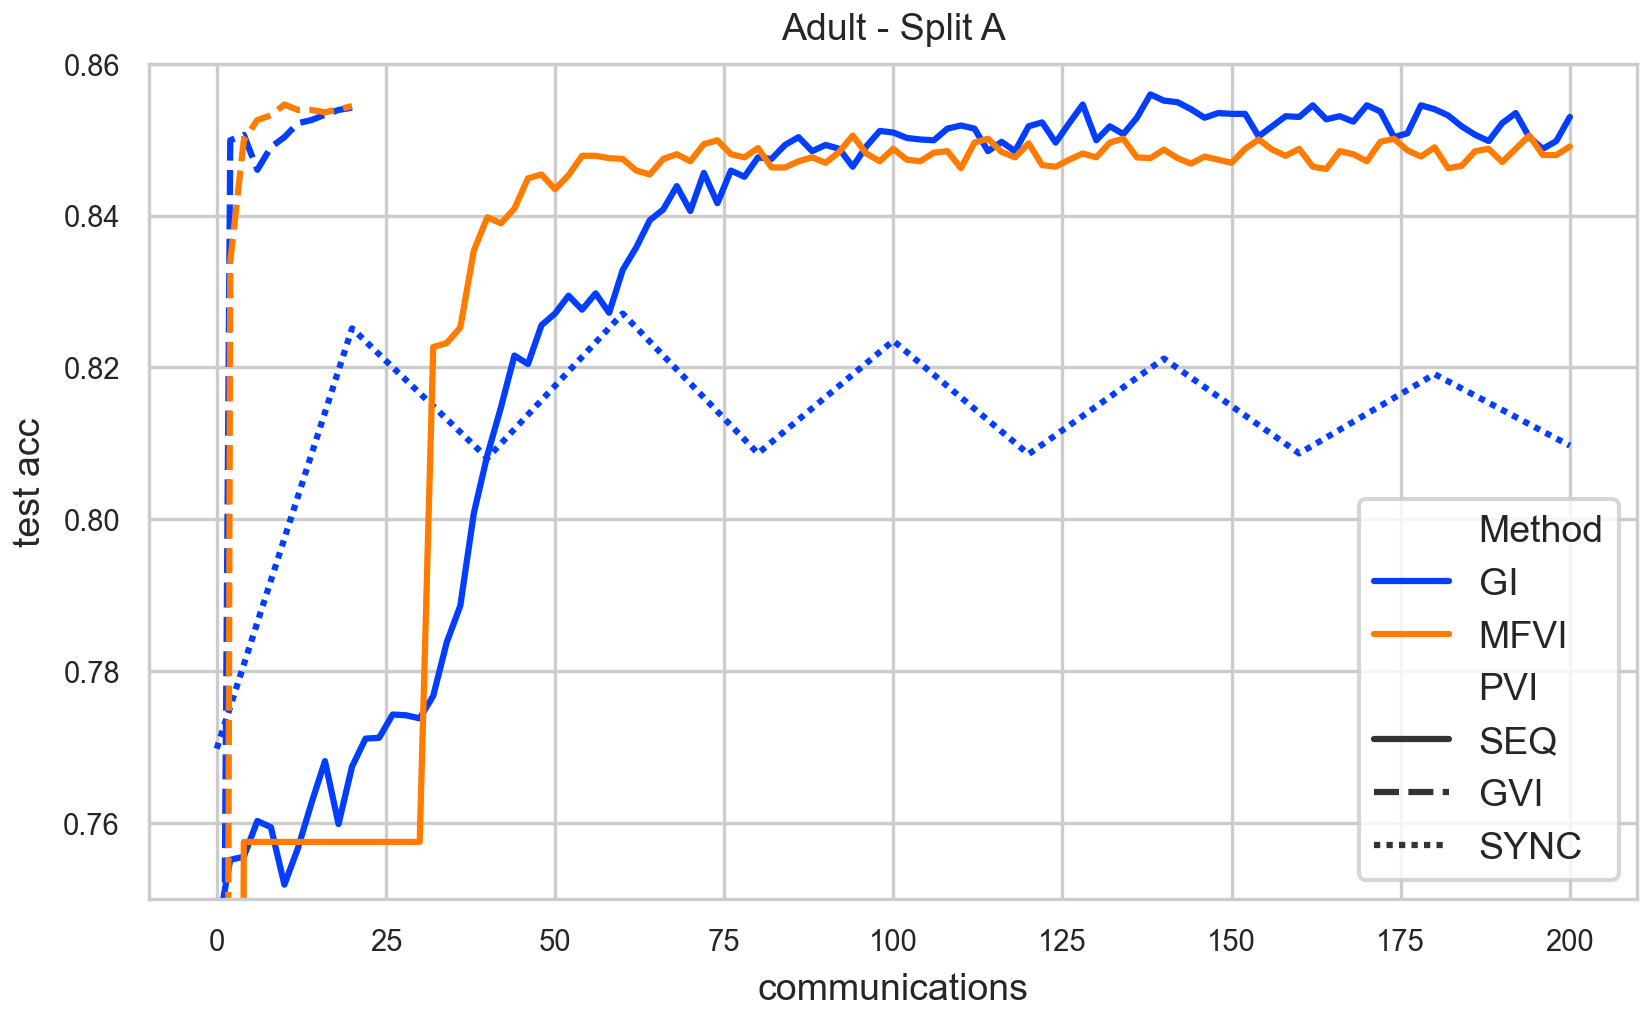 Adult - Split A
0.86
0.84
0.82
0.80
0.78
0.76
test acc
0
25
50
75
100
125
150
175
200
communications
Method
GI
MFVI
PVI
SEQ
GVI
SYNC